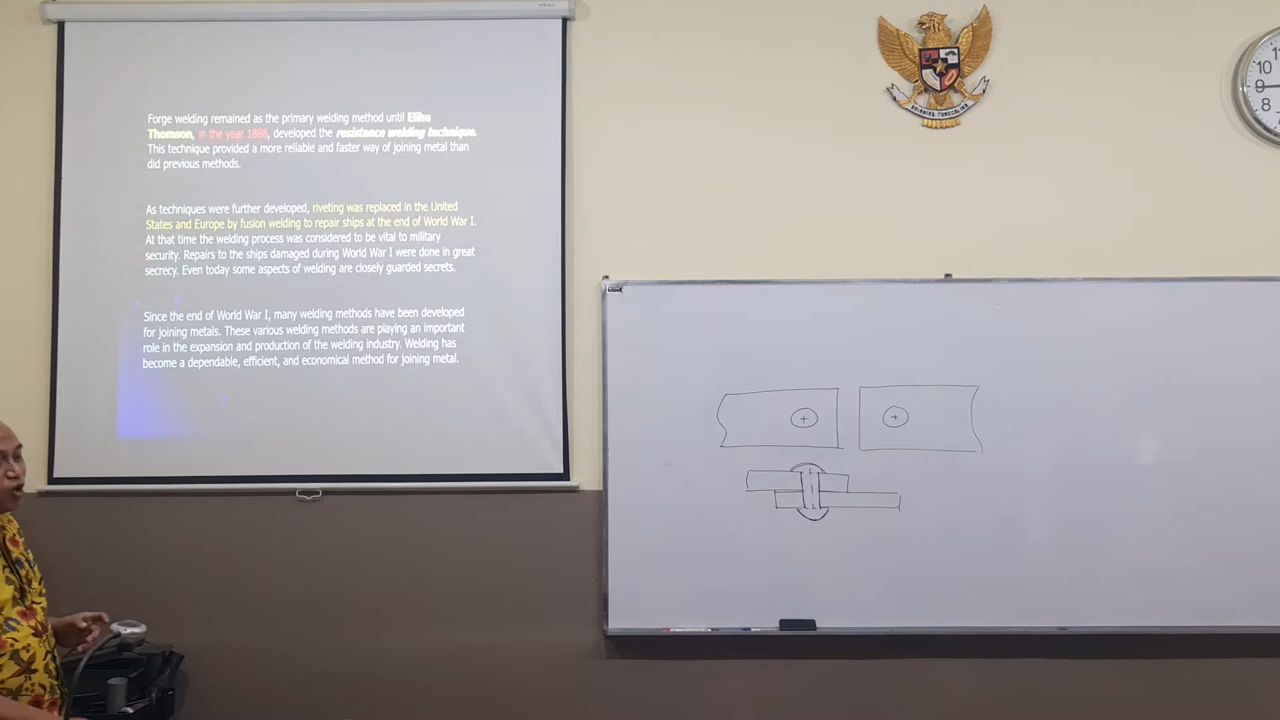 Forge welding remained as the primary welding method until Elihu
Thomson, in the year 1886, developed the resistance welding technique.
This technique provided a more reliable and faster way of joining metal than
did previous methods.
As techniques were further developed, riveting was replaced in the United
States and Europe by fusion welding to repair ships at the end of World War I.
At that time the welding process was considered to be vital to military
security. Repairs to the ships damaged during World War I were done in great
secrecy. Even today some aspects of welding are closely guarded secrets.
Since the end of World War I, many welding methods have been developed
for joining metals. These various welding methods are playing an important
role in the expansion and production of the welding industry. Welding has
become a dependable, efficient, and economical method for joining metal.
BHINNEKA TUNGGAL IKA
10
9
8